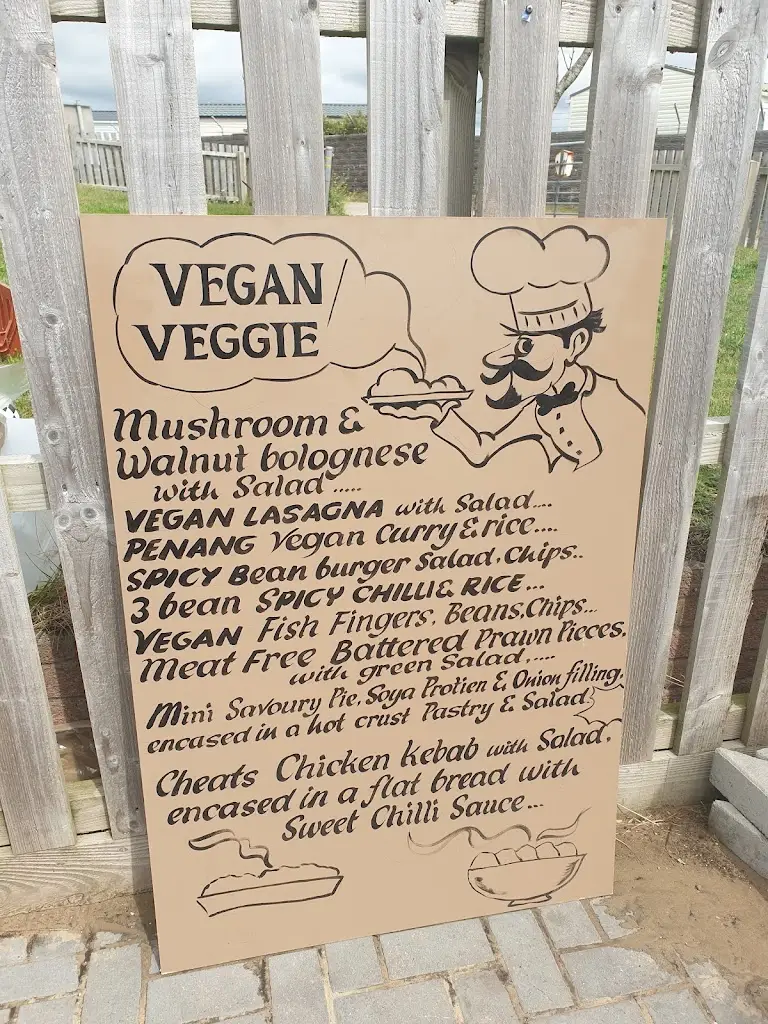 VEGAN/
VEGGIE
Mushroom &
Walnut bolognese
with Salad.....
VEGAN LASAGNA with Salad...
PENANG Vegan Curry & rice....
SPICY Bean burger Salad, Chips..
3 bean SPICY CHILLI & RICE...
VEGAN Fish Fingers, Beans, Chips...
Meat Free Battered Prawn Pieces.
with green Salad.....
Mini Savoury Pie, Soya Protien & Onion filling,
encased in a hot crust Pastry & Salad.
Cheats Chicken kebab with Salad.
encased in a flat bread with
Sweet Chilli Sauce...